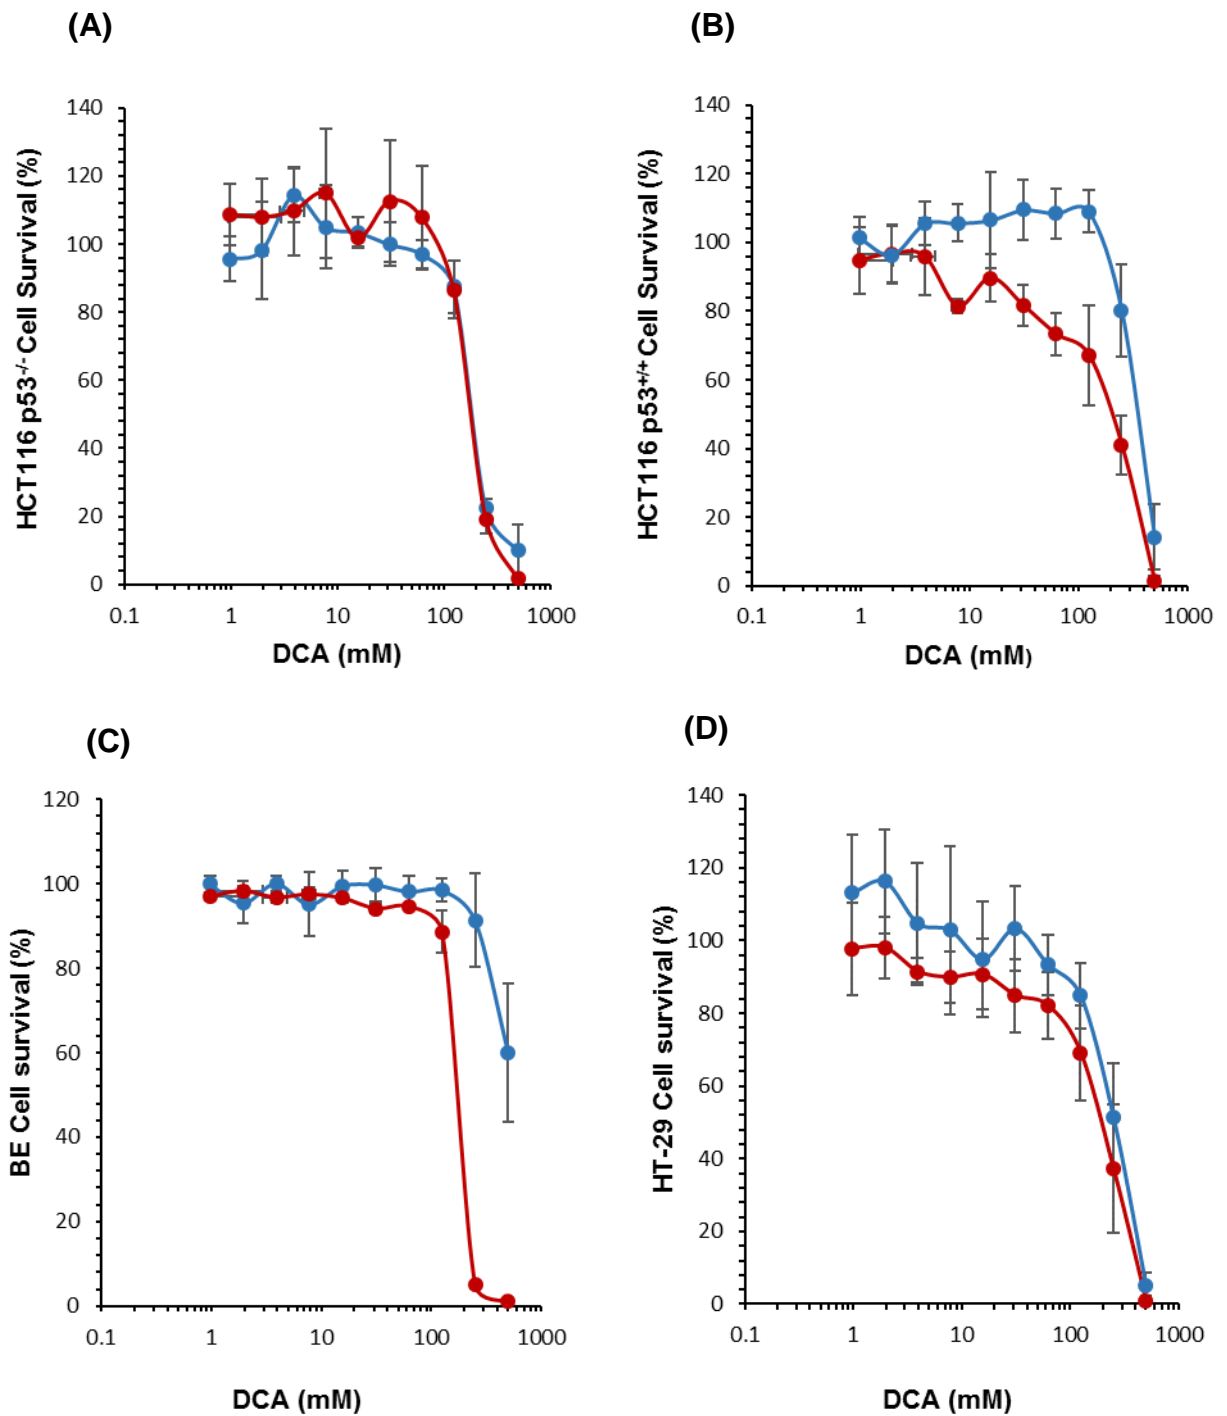 (A)
HCT116 p53-/- Cell Survival (%)
140
120
100
80
60
40
20
0
0.1 1 10 100 1000
DCA (mM)
(B)
HCT116 p53+/+ Cell Survival (%)
140
120
100
80
60
40
20
0
0.1 1 10 100 1000
DCA (mM)
(C)
BE Cell survival (%)
120
100
80
60
40
20
0
0.1 1 10 100 1000
DCA (mM)
(D)
HT-29 Cell survival (%)
140
120
100
80
60
40
20
0
0.1 1 10 100 1000
DCA (mM)